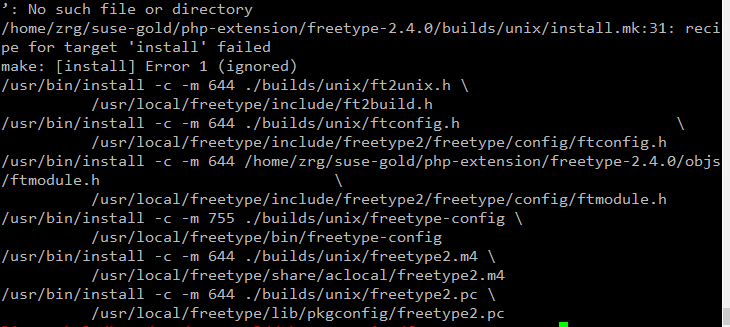 ’: No such file or directory
/home/zrg/suse-gold/php-extension/freetype-2.4.0/builds/unix/install.mk:31: reci
pe for target 'install' failed
make: [install] Error 1 (ignored)
/usr/bin/install -c -m 644 ./builds/unix/ft2unix.h \
/usr/local/freetype/include/ft2build.h
/usr/bin/install -c -m 644 ./builds/unix/ftconfig.h \
/usr/local/freetype/include/freetype2/freetype/config/ftconfig.h
/usr/bin/install -c -m 644 /home/zrg/suse-gold/php-extension/freetype-2.4.0/objs
/ftmodule.h \
/usr/local/freetype/include/freetype2/freetype/config/ftmodule.h
/usr/bin/install -c -m 755 ./builds/unix/freetype-config \
/usr/local/freetype/bin/freetype-config
/usr/bin/install -c -m 644 ./builds/unix/freetype2.m4 \
/usr/local/freetype/share/aclocal/freetype2.m4
/usr/bin/install -c -m 644 ./builds/unix/freetype2.pc \
/usr/local/freetype/lib/pkgconfig/freetype2.pc